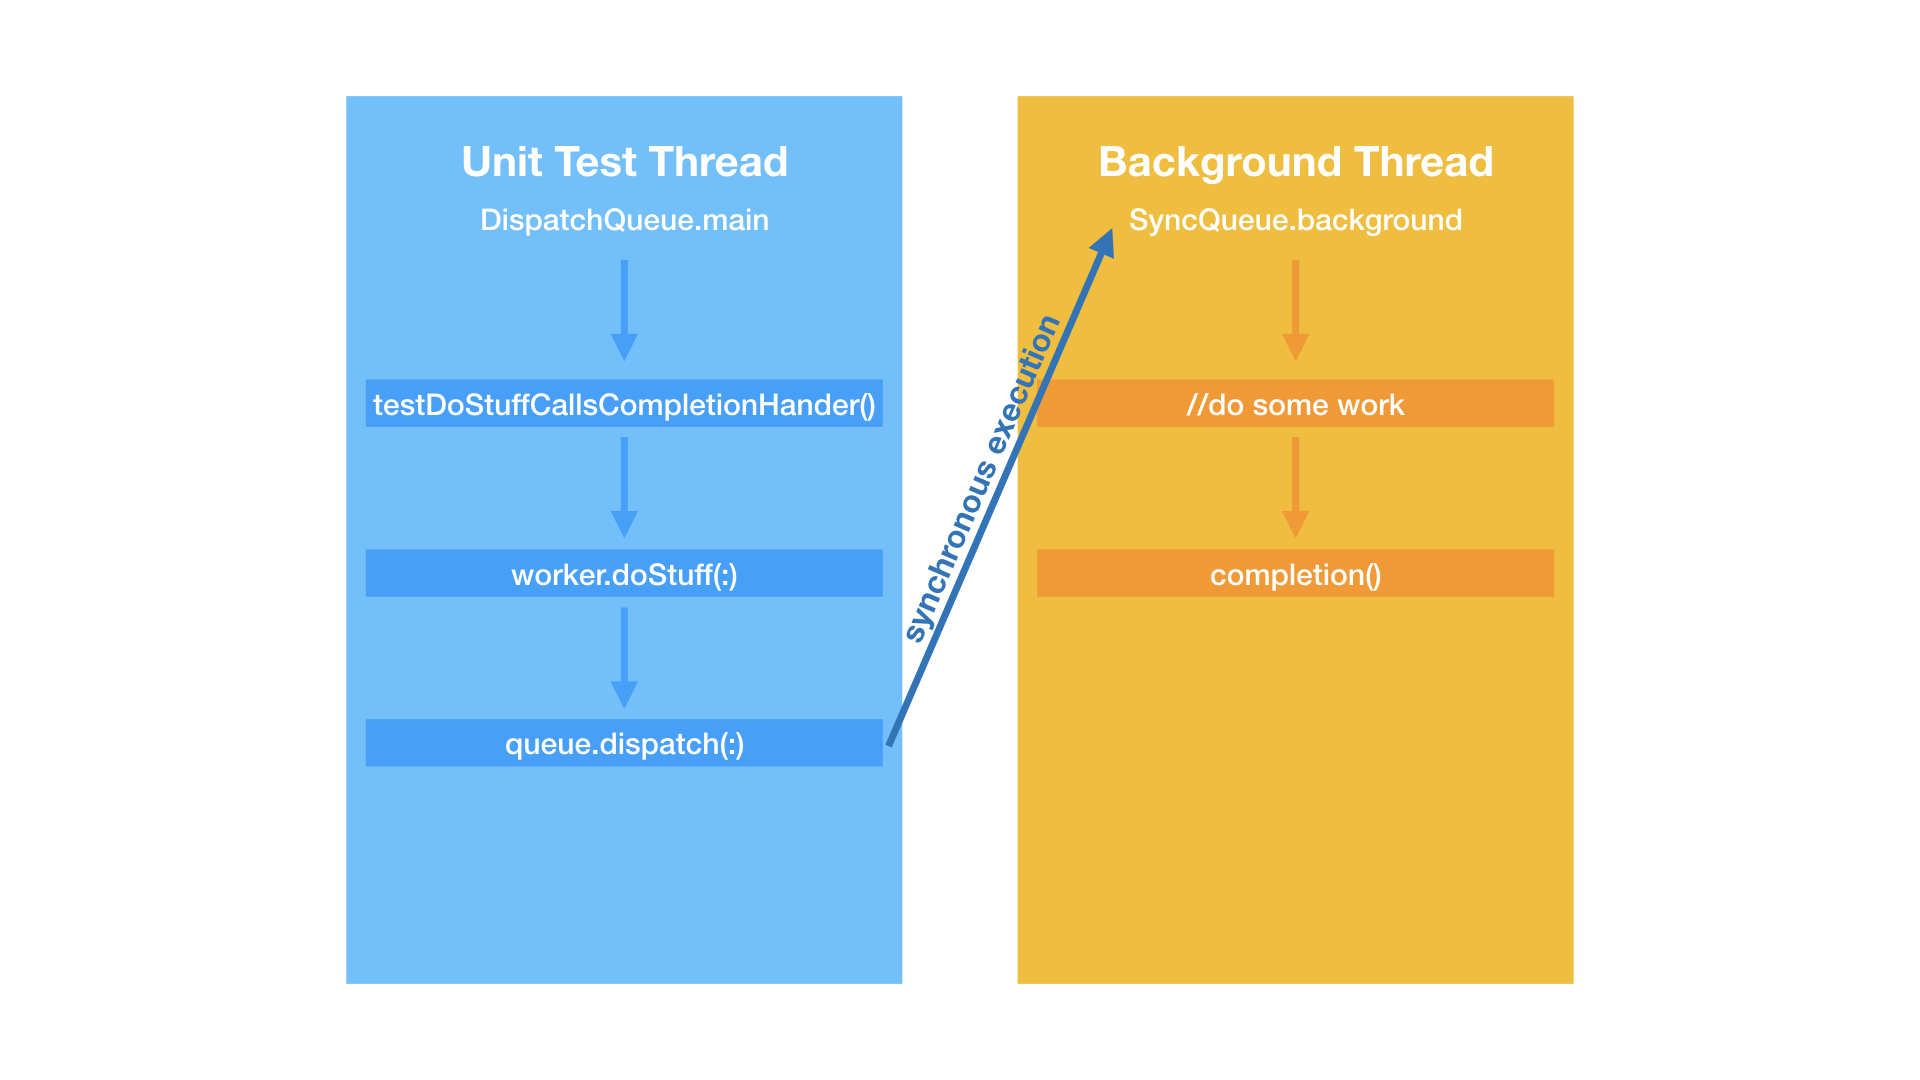 Unit Test Thread
DispatchQueue.main
testDoStuffCallsCompletionHander()
worker.doStuff(:)
queue.dispatch(:)
synchronous execution
Background Thread
SyncQueue.background
//do some work
completion()